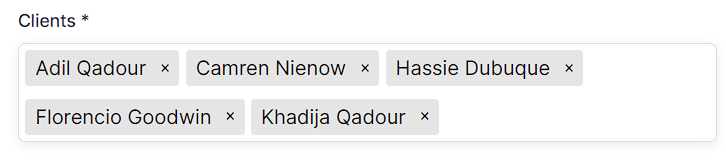 Clients *
Adil Qadour × Camren Nienow × Hassie Dubuque ×
Florencio Goodwin × Khadija Qadour ×